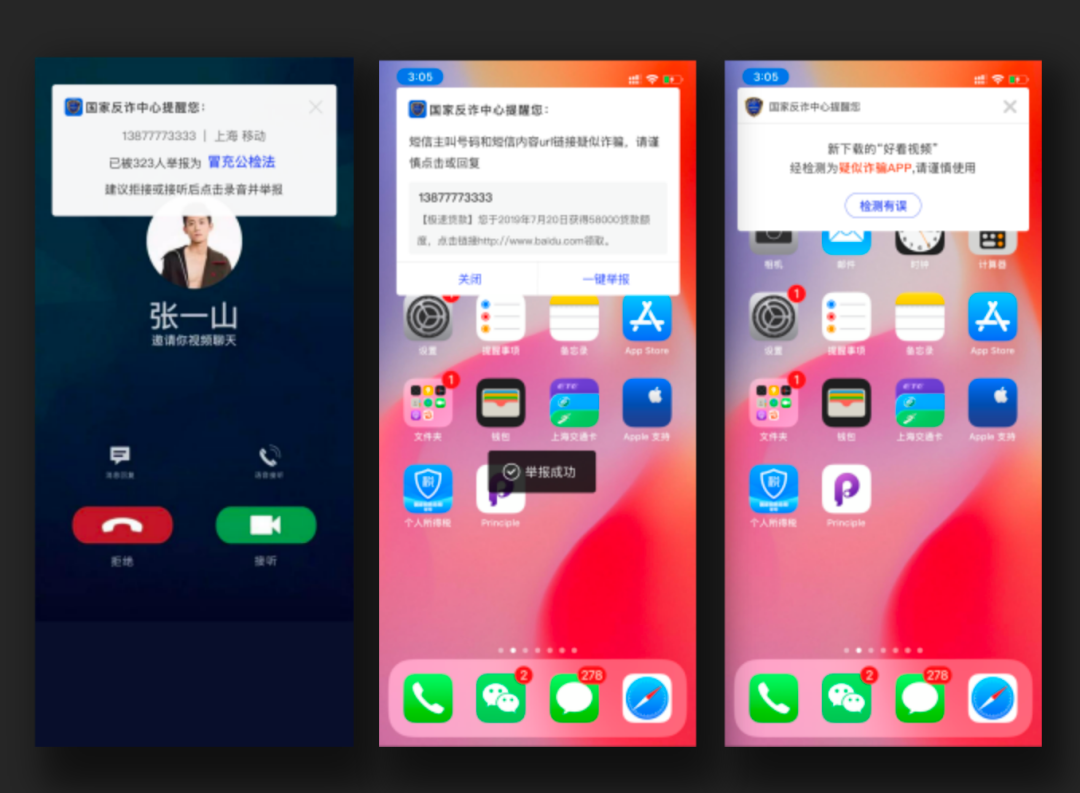 国家反诈中心提醒您：
13877773333 | 上海 移动
已被323人举报为 冒充公检法
建议拒接或接听后点击录音并举报
张一山
邀请你视频聊天
消息回复
语音接听
拒绝
接听
3:05
国家反诈中心提醒您：
短信主叫号码和短信内容url链接疑似诈骗，请谨
慎点击或回复
13877773333
【极速贷款】您于2019年7月20日获得58000贷款额
度，点击链接http://www.baidu.com领取。
关闭
一键举报
1
设置
提醒事项
备忘录
App Store
1
ETC
文件夹
钱包
上海交通卡
Apple 支持
举报成功
税
个人所得税
Principle
2
278
3:05
国家反诈中心提醒您
新下载的“好看视频”
经检测为疑似诈骗APP,请谨慎使用
检测有误
相机
邮件
时钟
计算器
1
设置
提醒事项
备忘录
App Store
1
ETC
文件夹
钱包
上海交通卡
Apple 支持
税
个人所得税
Principle
2
278